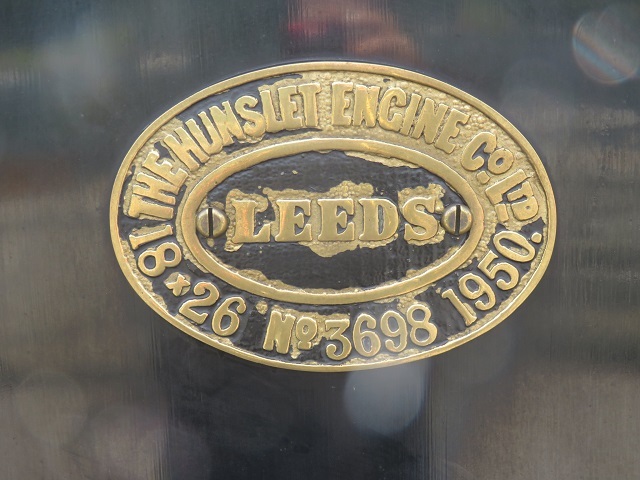 THE HUNSLET ENGINE Co. LTD.
LEEDS
18 × 26 No 3698 1950.